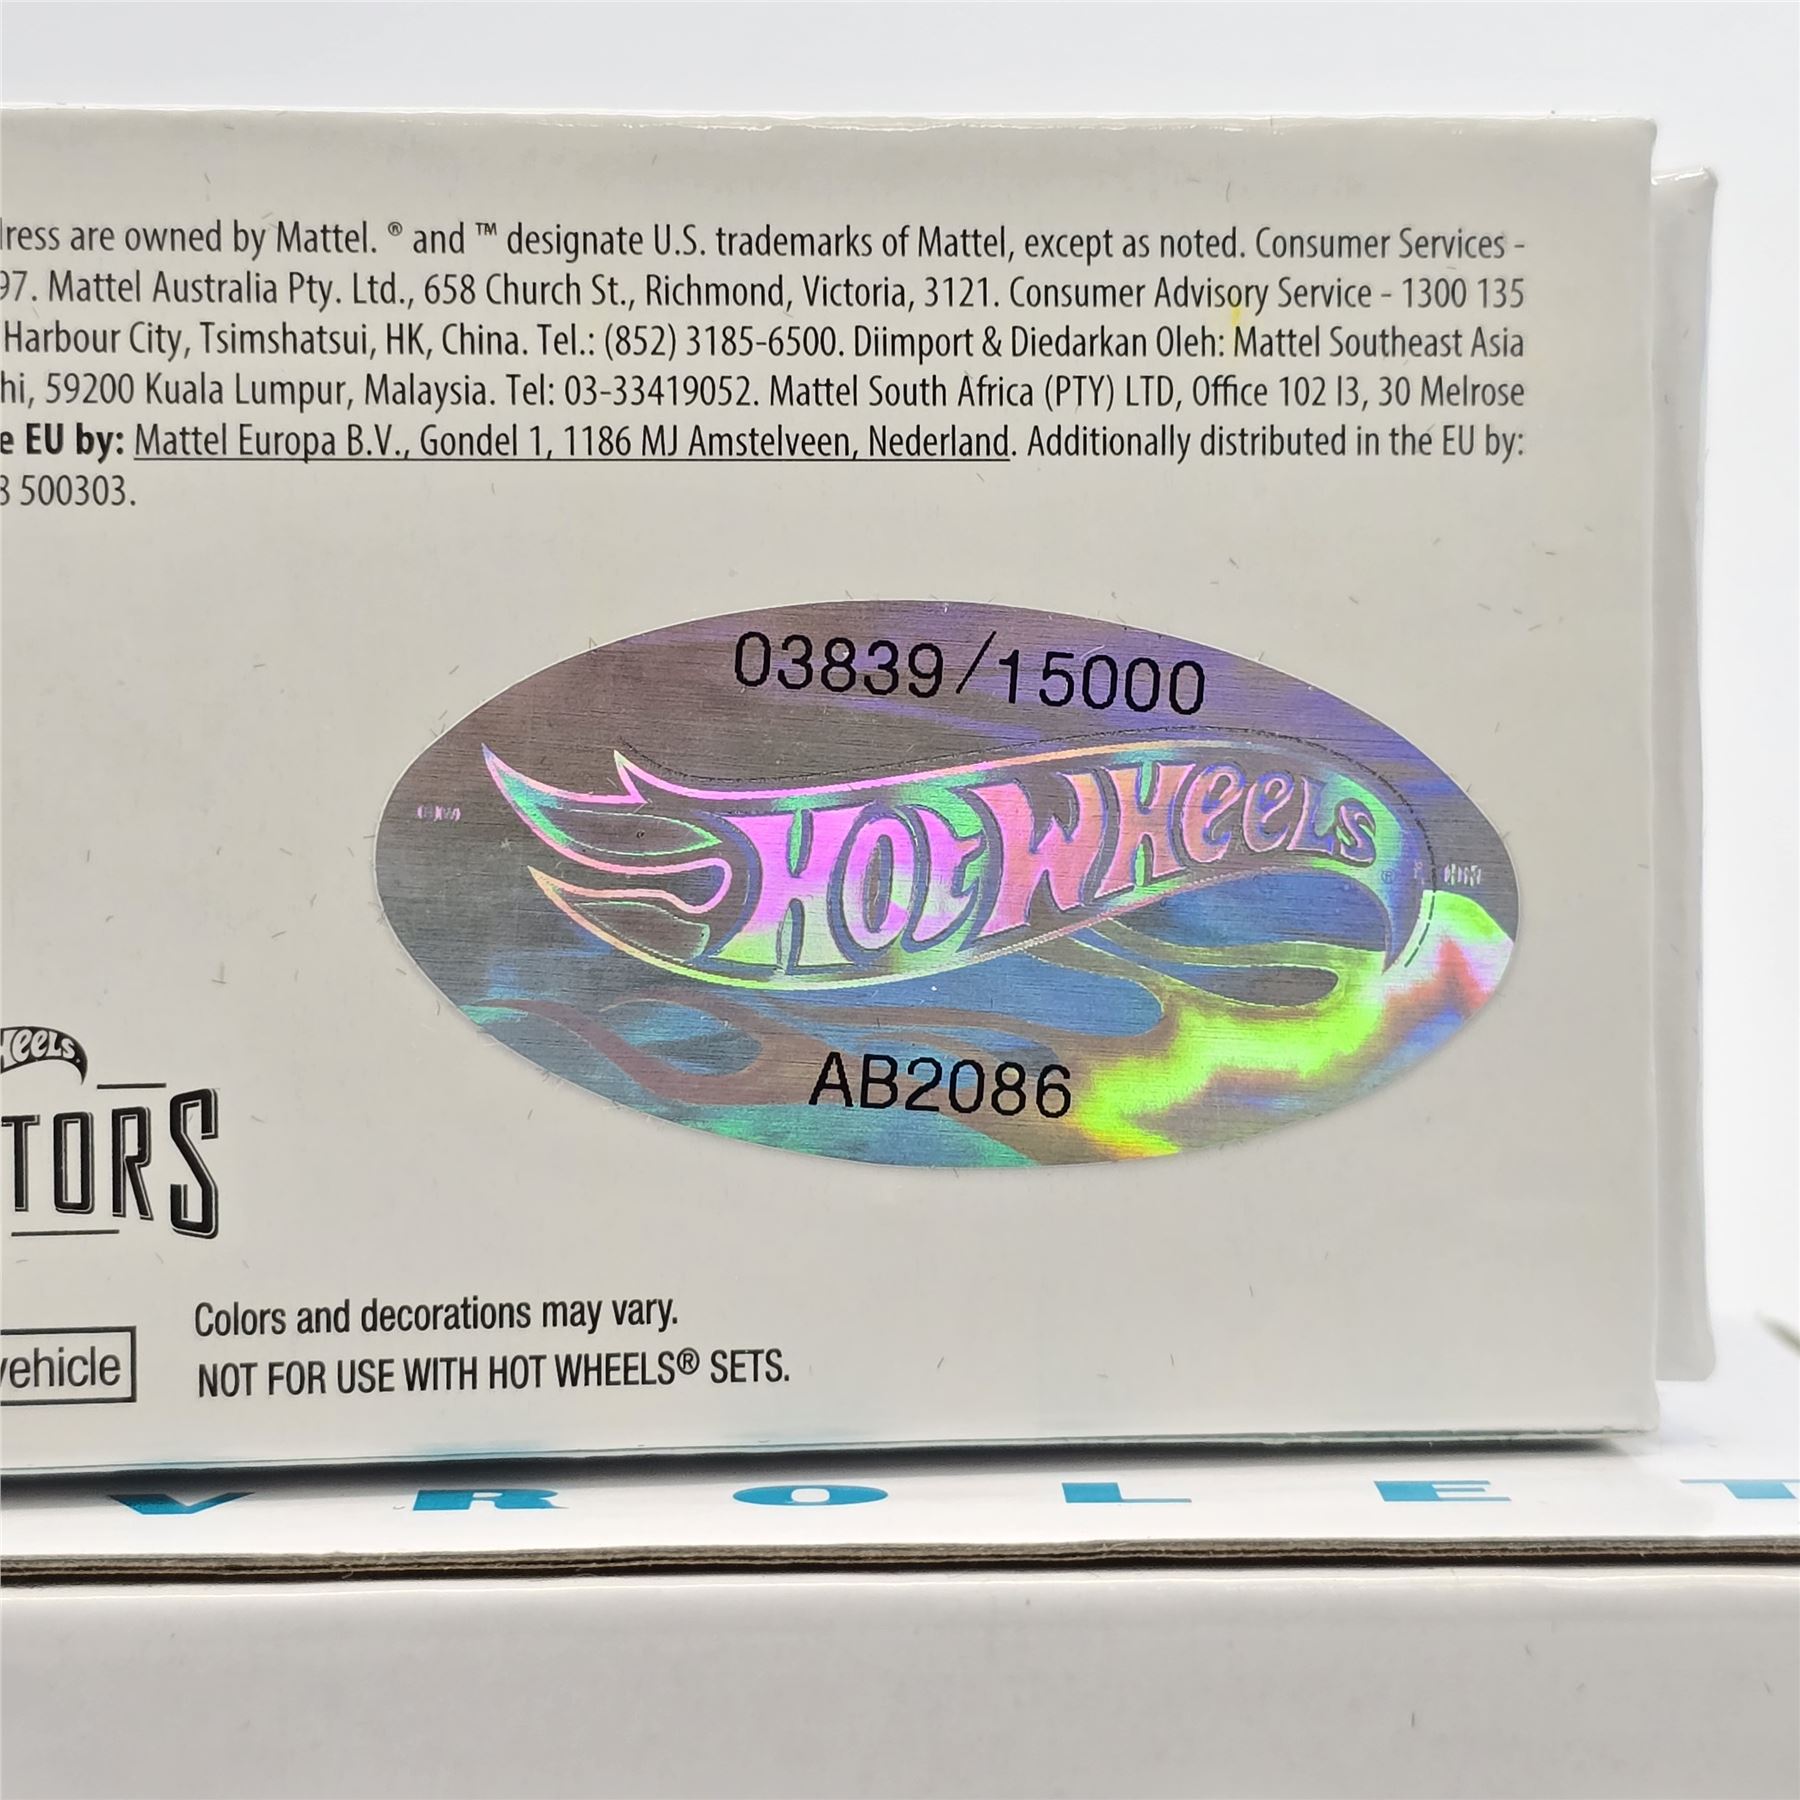 are owned by Mattel. ® and ™ designate U.S. trademarks of Mattel, except as noted. Consumer Services -
97. Mattel Australia Pty. Ltd., 658 Church St., Richmond, Victoria, 3121. Consumer Advisory Service - 1300 135
Harbour City, Tsimshatsui, HK, China. Tel.: (852) 3185-6500. Diimport & Diedarkan Oleh: Mattel Southeast Asia
hi, 59200 Kuala Lumpur, Malaysia. Tel: 03-33419052. Mattel South Africa (PTY) LTD, Office 102 I3, 30 Melrose
e EU by: Mattel Europa B.V., Gondel 1, 1186 MJ Amstelveen, Nederland. Additionally distributed in the EU by:
500303.
03839/15000
HOT WHEELS
AB2086
EELS
TORS
vehicle
Colors and decorations may vary.
NOT FOR USE WITH HOT WHEELS® SETS.
VROLET